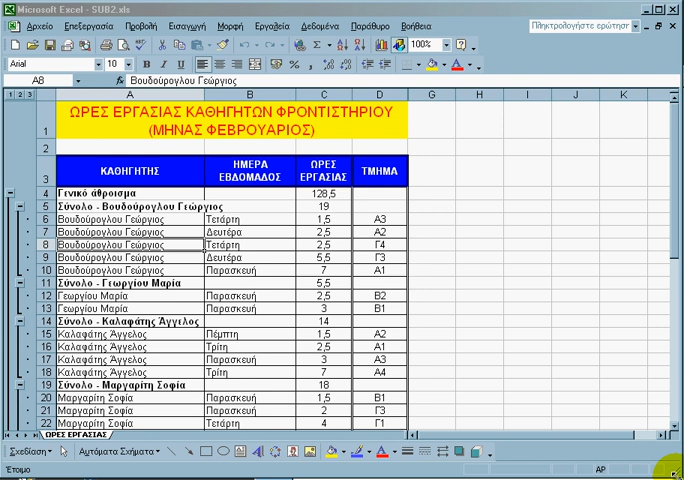 Microsoft Excel - SUB2.xls
Αρχείο Επεξεργασία Προβολή Εισαγωγή Μορφή Εργαλεία Δεδομένα Παράθυρο Βοήθεια Πληκτρολογήστε ερώτηση
100%
Arial 10 B I U
A8 fx Βουδούρογλου Γεώργιος
1 2 3 A B C D G H I J K
1 ΩΡΕΣ ΕΡΓΑΣΙΑΣ ΚΑΘΗΓΗΤΩΝ ΦΡΟΝΤΙΣΤΗΡΙΟΥ
(ΜΗΝΑΣ ΦΕΒΡΟΥΑΡΙΟΣ)
2
3 ΚΑΘΗΓΗΤΗΣ ΗΜΕΡΑ ΕΒΔΟΜΑΔΟΣ ΩΡΕΣ ΕΡΓΑΣΙΑΣ ΤΜΗΜΑ
4 Γενικό άθροισμα 128,5
5 Σύνολο - Βουδούρογλου Γεώργιος 19
6 Βουδούρογλου Γεώργιος Τετάρτη 1,5 Α3
7 Βουδούρογλου Γεώργιος Δευτέρα 2,5 Α2
8 Βουδούρογλου Γεώργιος Τετάρτη 2,5 Γ4
9 Βουδούρογλου Γεώργιος Δευτέρα 5,5 Γ3
10 Βουδούρογλου Γεώργιος Παρασκευή 7 Α1
11 Σύνολο - Γεωργίου Μαρία 5,5
12 Γεωργίου Μαρία Παρασκευή 2,5 Β2
13 Γεωργίου Μαρία Παρασκευή 3 Β1
14 Σύνολο - Καλαφάτης Άγγελος 14
15 Καλαφάτης Άγγελος Πέμπτη 1,5 Α2
16 Καλαφάτης Άγγελος Τρίτη 2,5 Α1
17 Καλαφάτης Άγγελος Παρασκευή 3 Α3
18 Καλαφάτης Άγγελος Τρίτη 7 Α4
19 Σύνολο - Μαργαρίτη Σοφία 18
20 Μαργαρίτη Σοφία Παρασκευή 1,5 Β1
21 Μαργαρίτη Σοφία Παρασκευή 2 Γ3
22 Μαργαρίτη Σοφία Τετάρτη 4 Γ1
ΩΡΕΣ ΕΡΓΑΣΙΑΣ
Σχεδίαση Αυτόματα Σχήματα
Έτοιμο AP